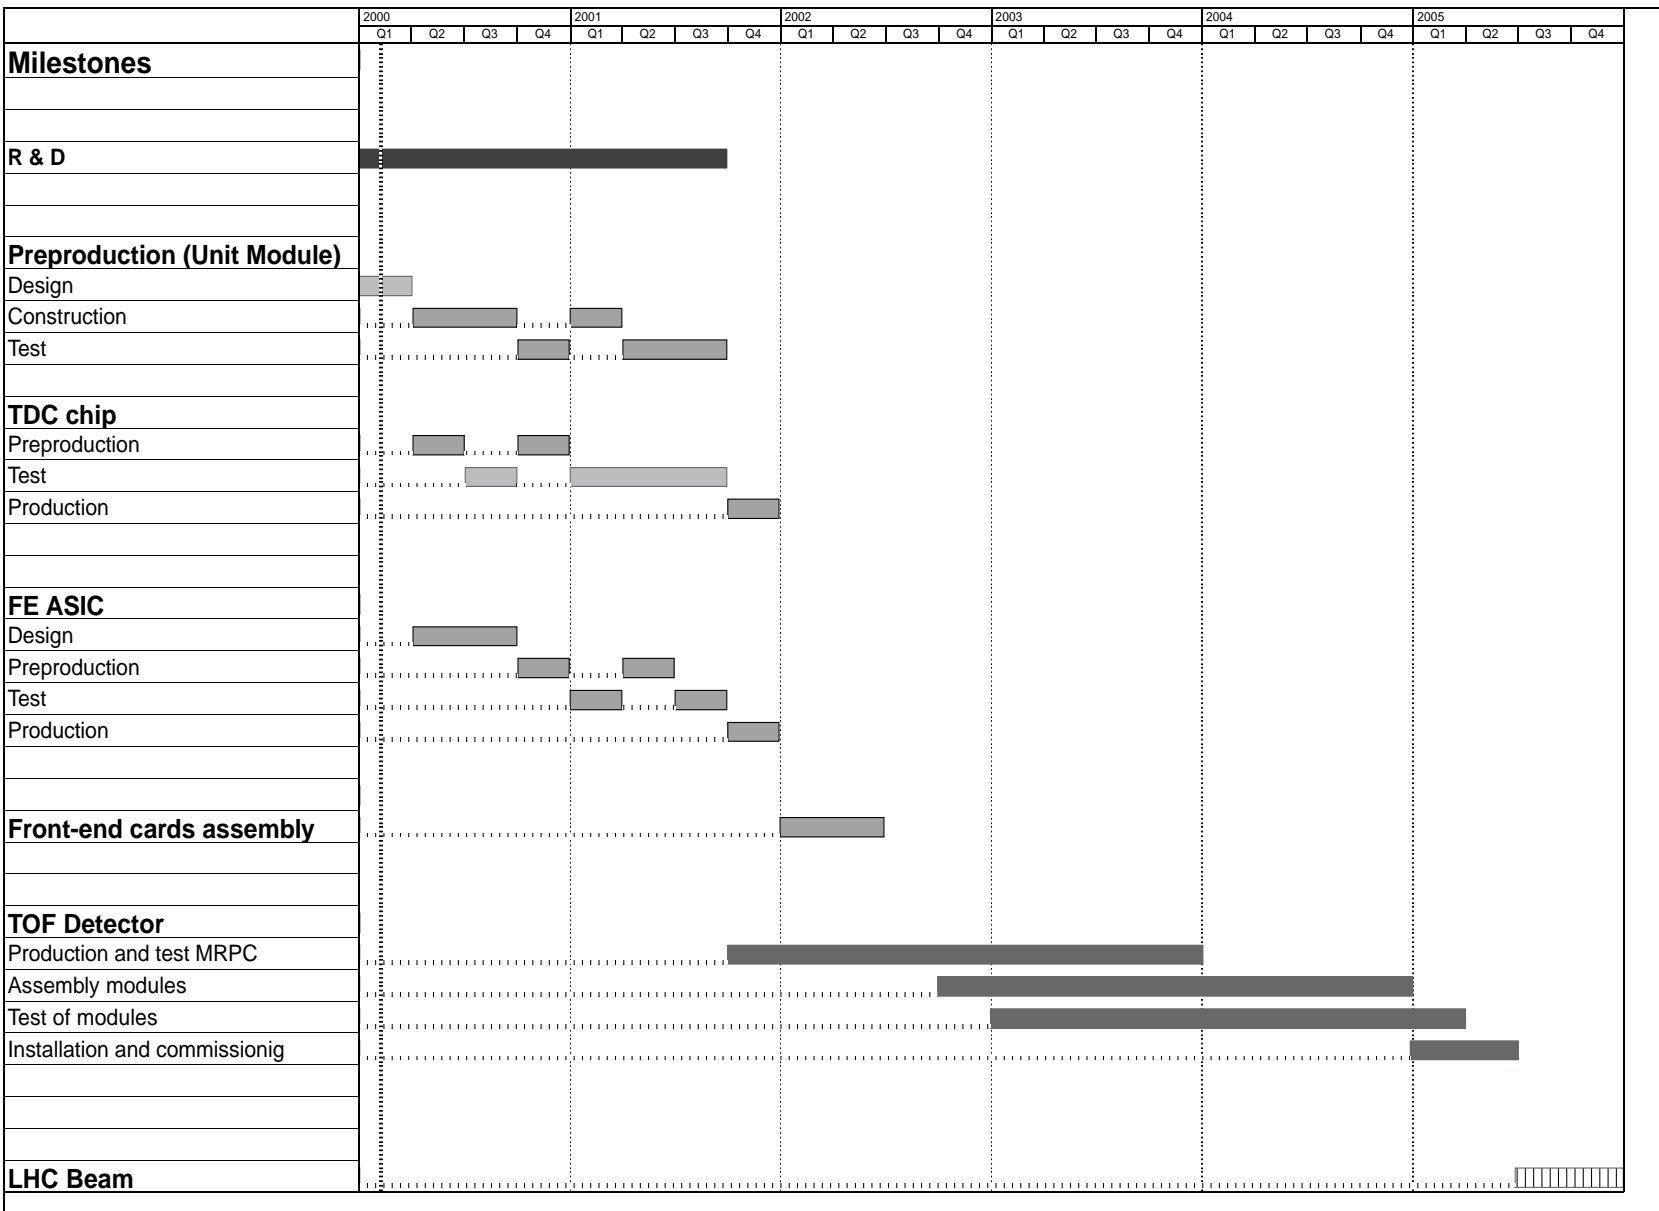 2000 2001 2002 2003 2004 2005
Q1 Q2 Q3 Q4 Q1 Q2 Q3 Q4 Q1 Q2 Q3 Q4 Q1 Q2 Q3 Q4 Q1 Q2 Q3 Q4 Q1 Q2 Q3 Q4
Milestones
R & D
Preproduction (Unit Module)
Design
Construction
Test
TDC chip
Preproduction
Test
Production
FE ASIC
Design
Preproduction
Test
Production
Front-end cards assembly
TOF Detector
Production and test MRPC
Assembly modules
Test of modules
Installation and commissionig
LHC Beam